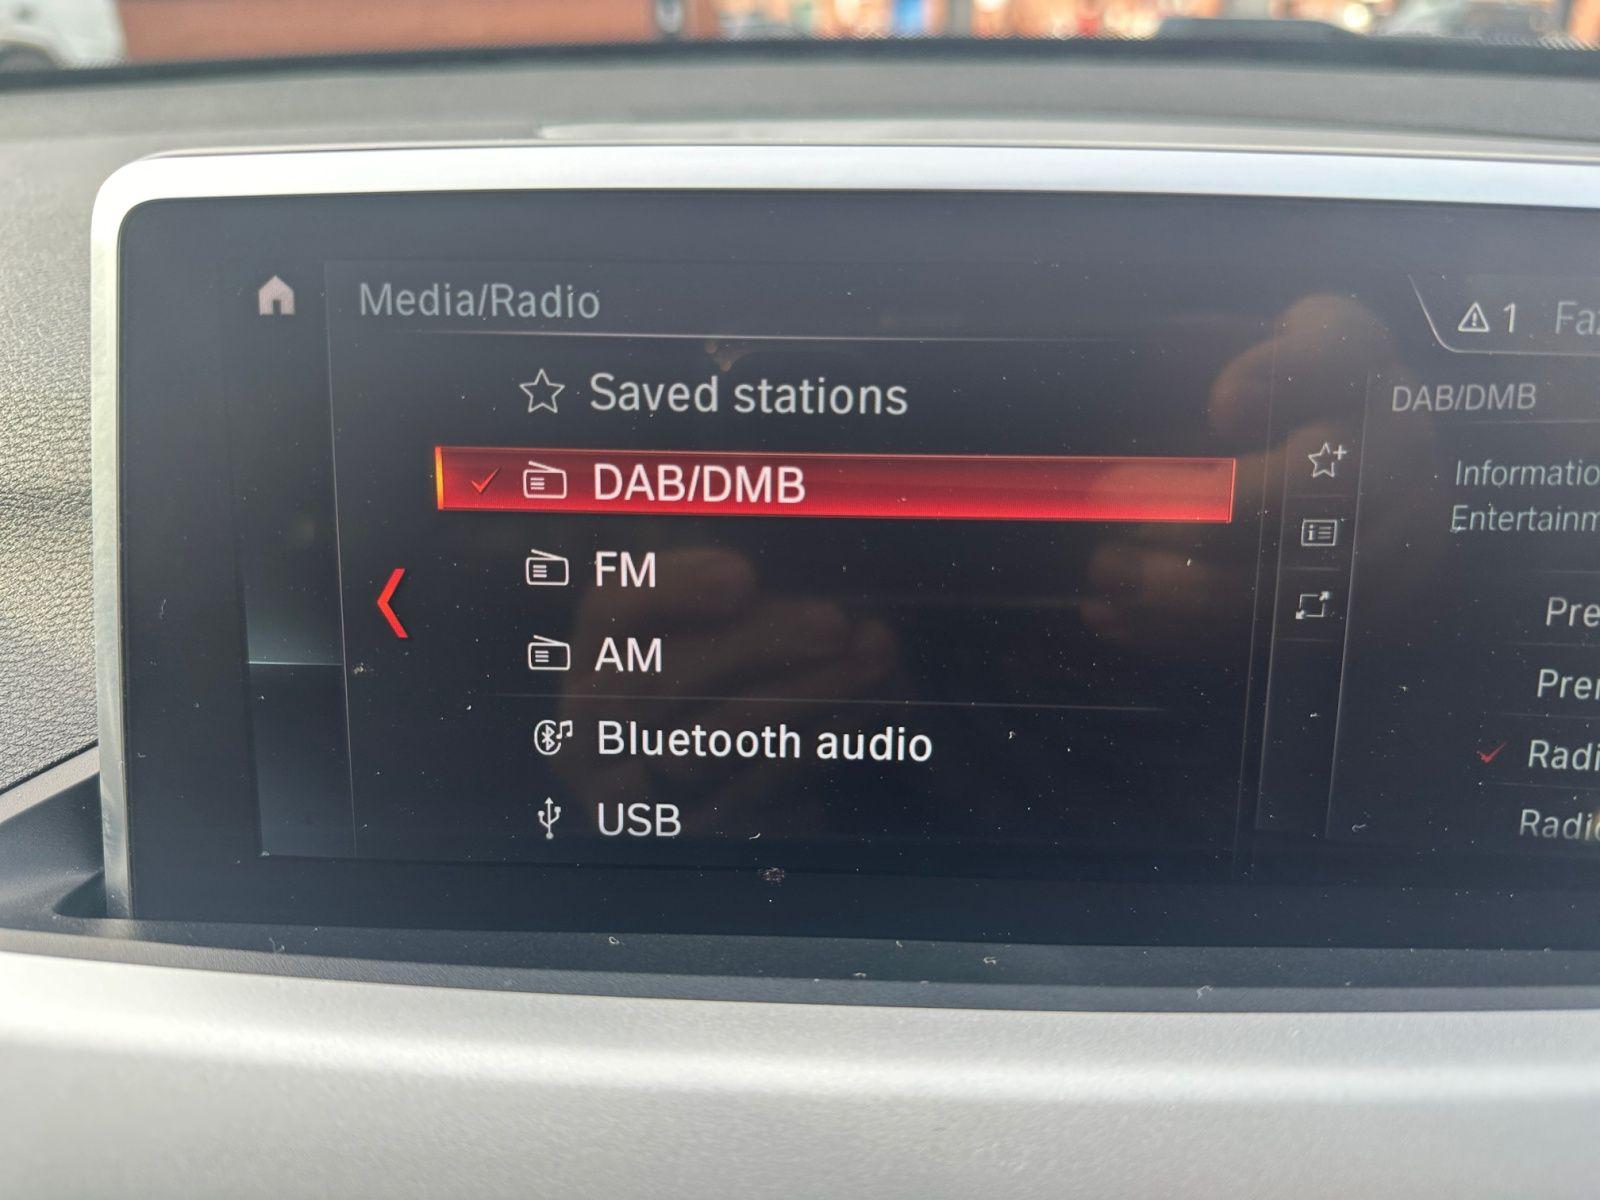 Media/Radio
1
Saved stations
DAB/DMB
FM
AM
Bluetooth audio
USB
DAB/DMB